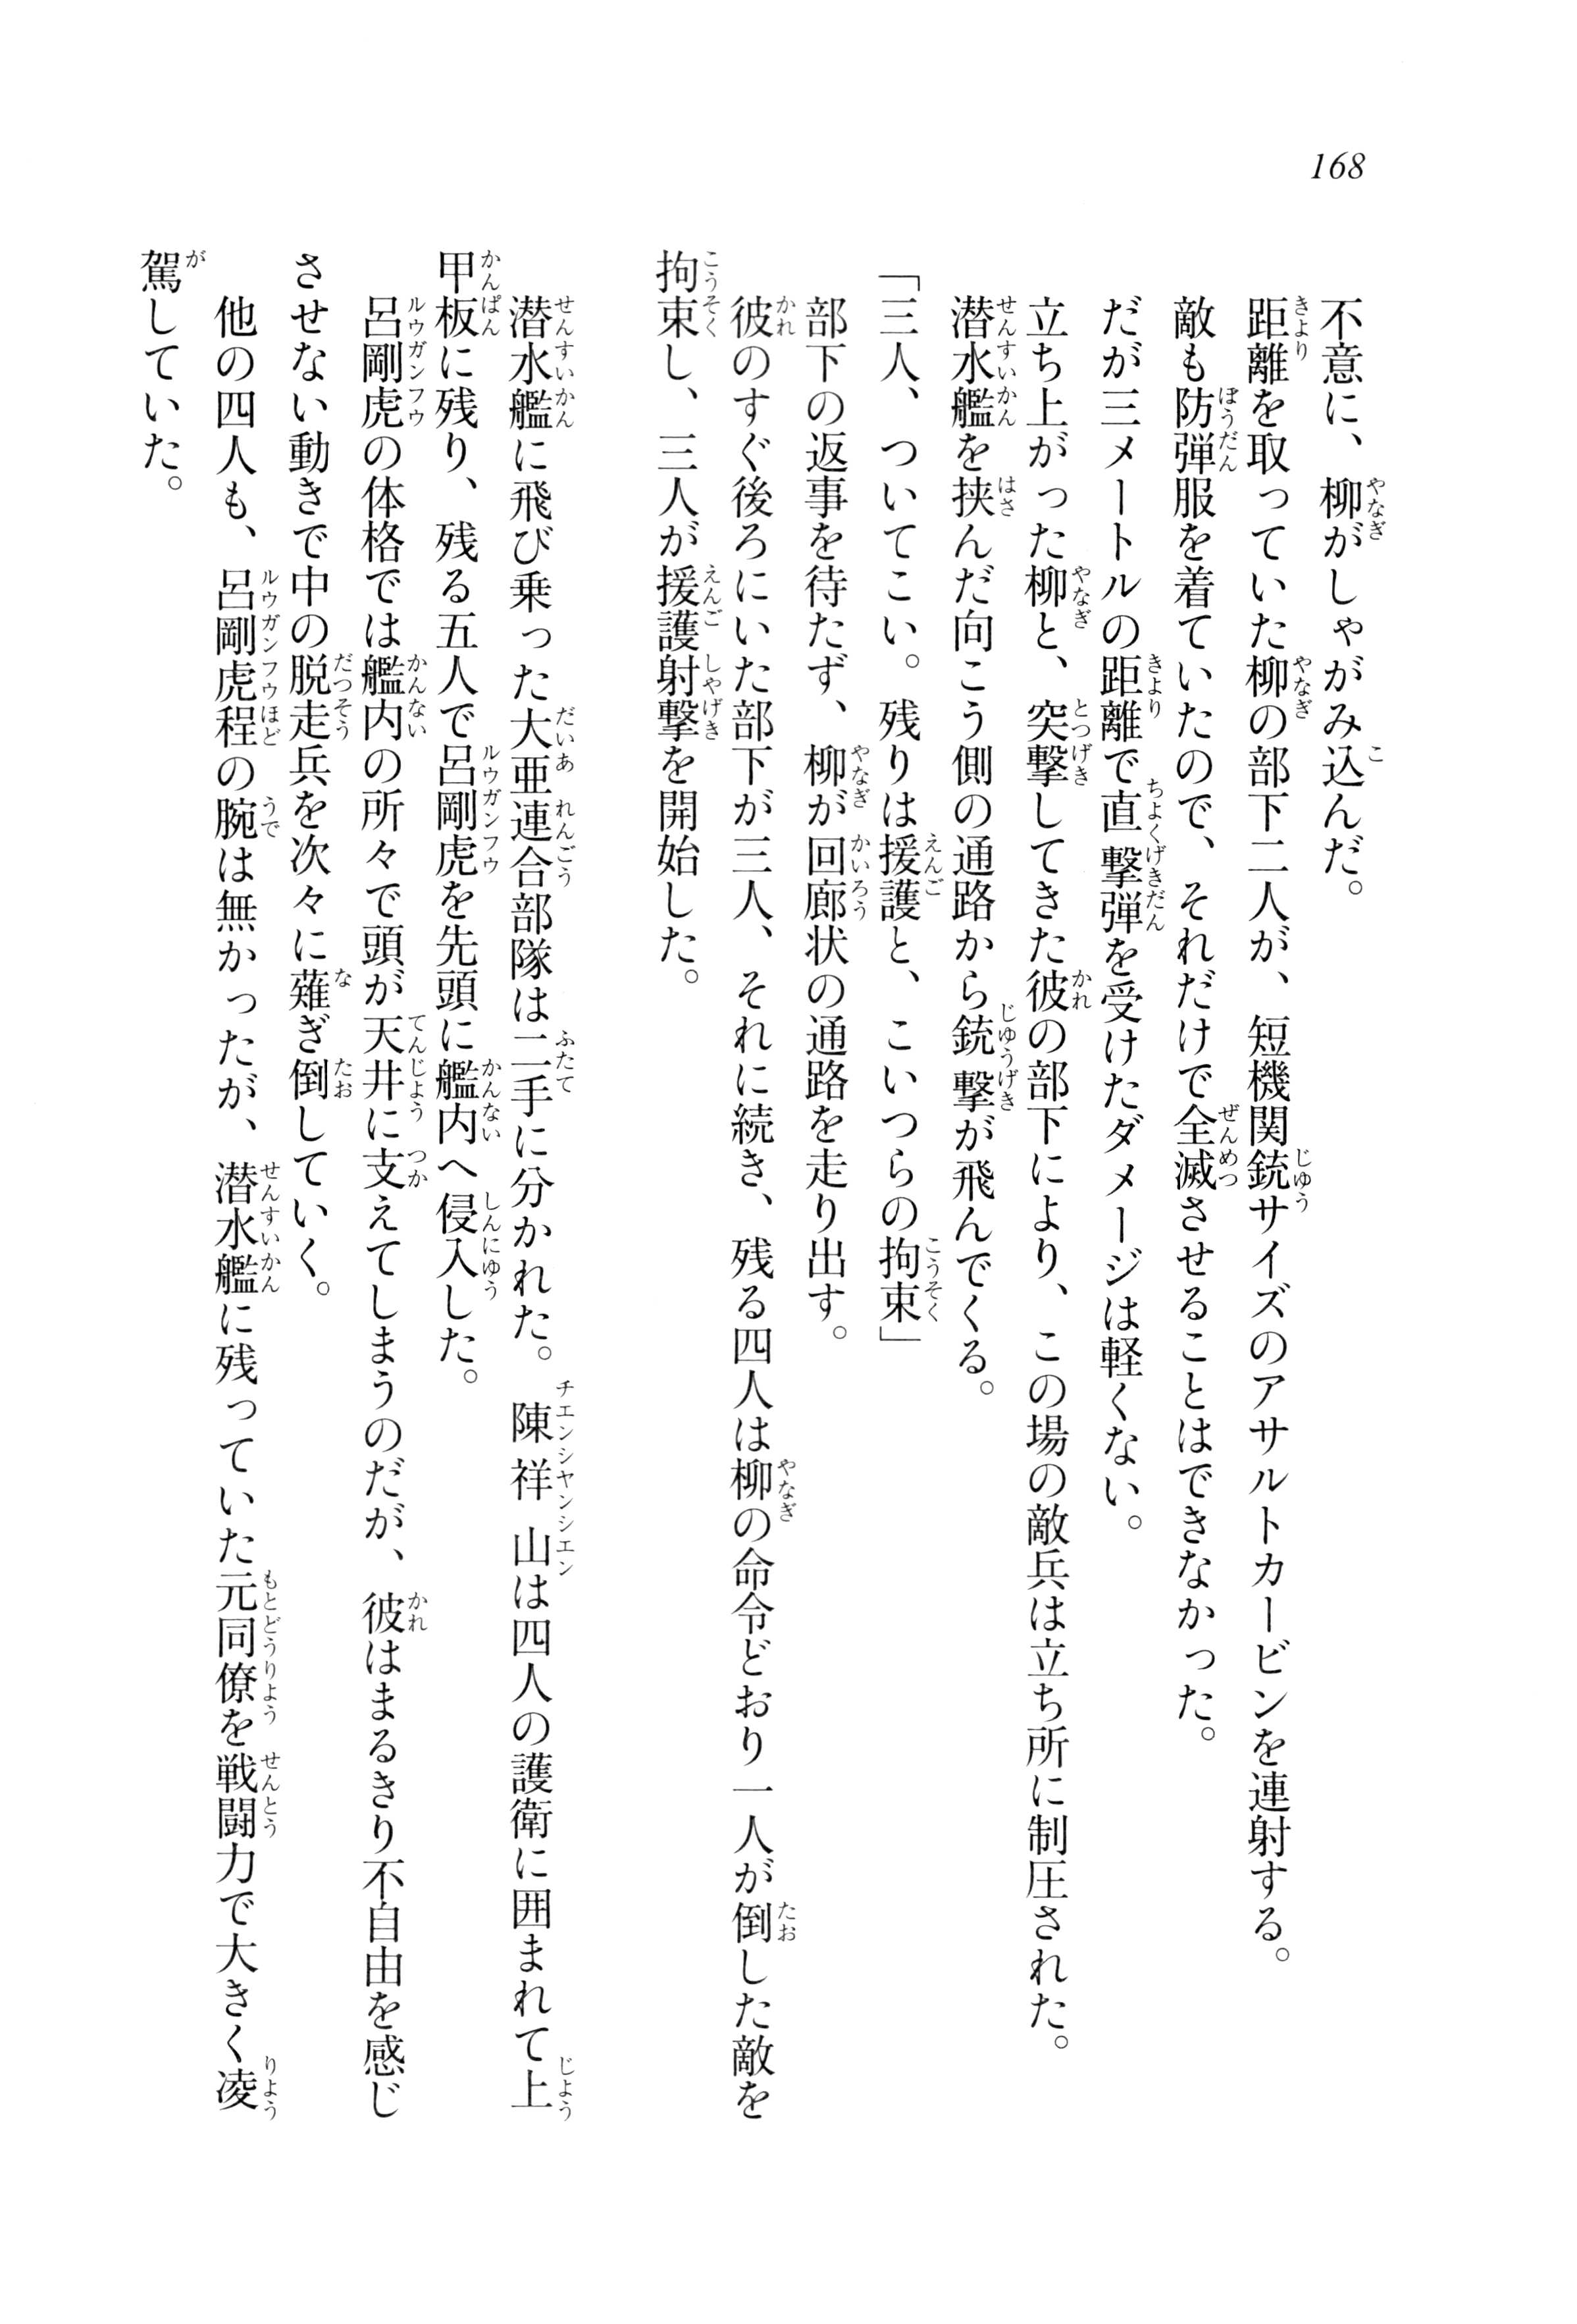 168
不意に、柳がしゃがみ込んだ。
距離を取っていた柳の部下二人が、短機関銃サイズのアサルトカービンを連射する。
敵も防弾服を着ていたので、それだけで全滅させることはできなかった。
だが三メートルの距離で直撃弾を受けたダメージは軽くない。
立ち上がった柳と、突撃してきた彼の部下により、この場の敵兵は立ち所に制圧された。
潜水艦を挟んだ向こう側の通路から銃撃が飛んでくる。
「三人、ついてこい。残りは援護と、こいつらの拘束」
部下の返事を待たず、柳が回廊状の通路を走り出す。
彼のすぐ後ろにいた部下が三人、それに続き、残る四人は柳の命令どおり一人が倒した敵を
拘束し、三人が援護射撃を開始した。
潜水艦に飛び乗った大亜連合部隊は二手に分かれた。陳祥山は四人の護衛に囲まれて上
甲板に残り、残る五人で呂剛虎を先頭に艦内へ侵入した。
呂剛虎の体格では艦内の所々で頭が天井に支えてしまうのだが、彼はまるきり不自由を感じ
させない動きで中の脱走兵を次々に薙ぎ倒していく。
他の四人も、呂剛虎程の腕は無かったが、潜水艦に残っていた元同僚を戦闘力で大きく凌
駕していた。